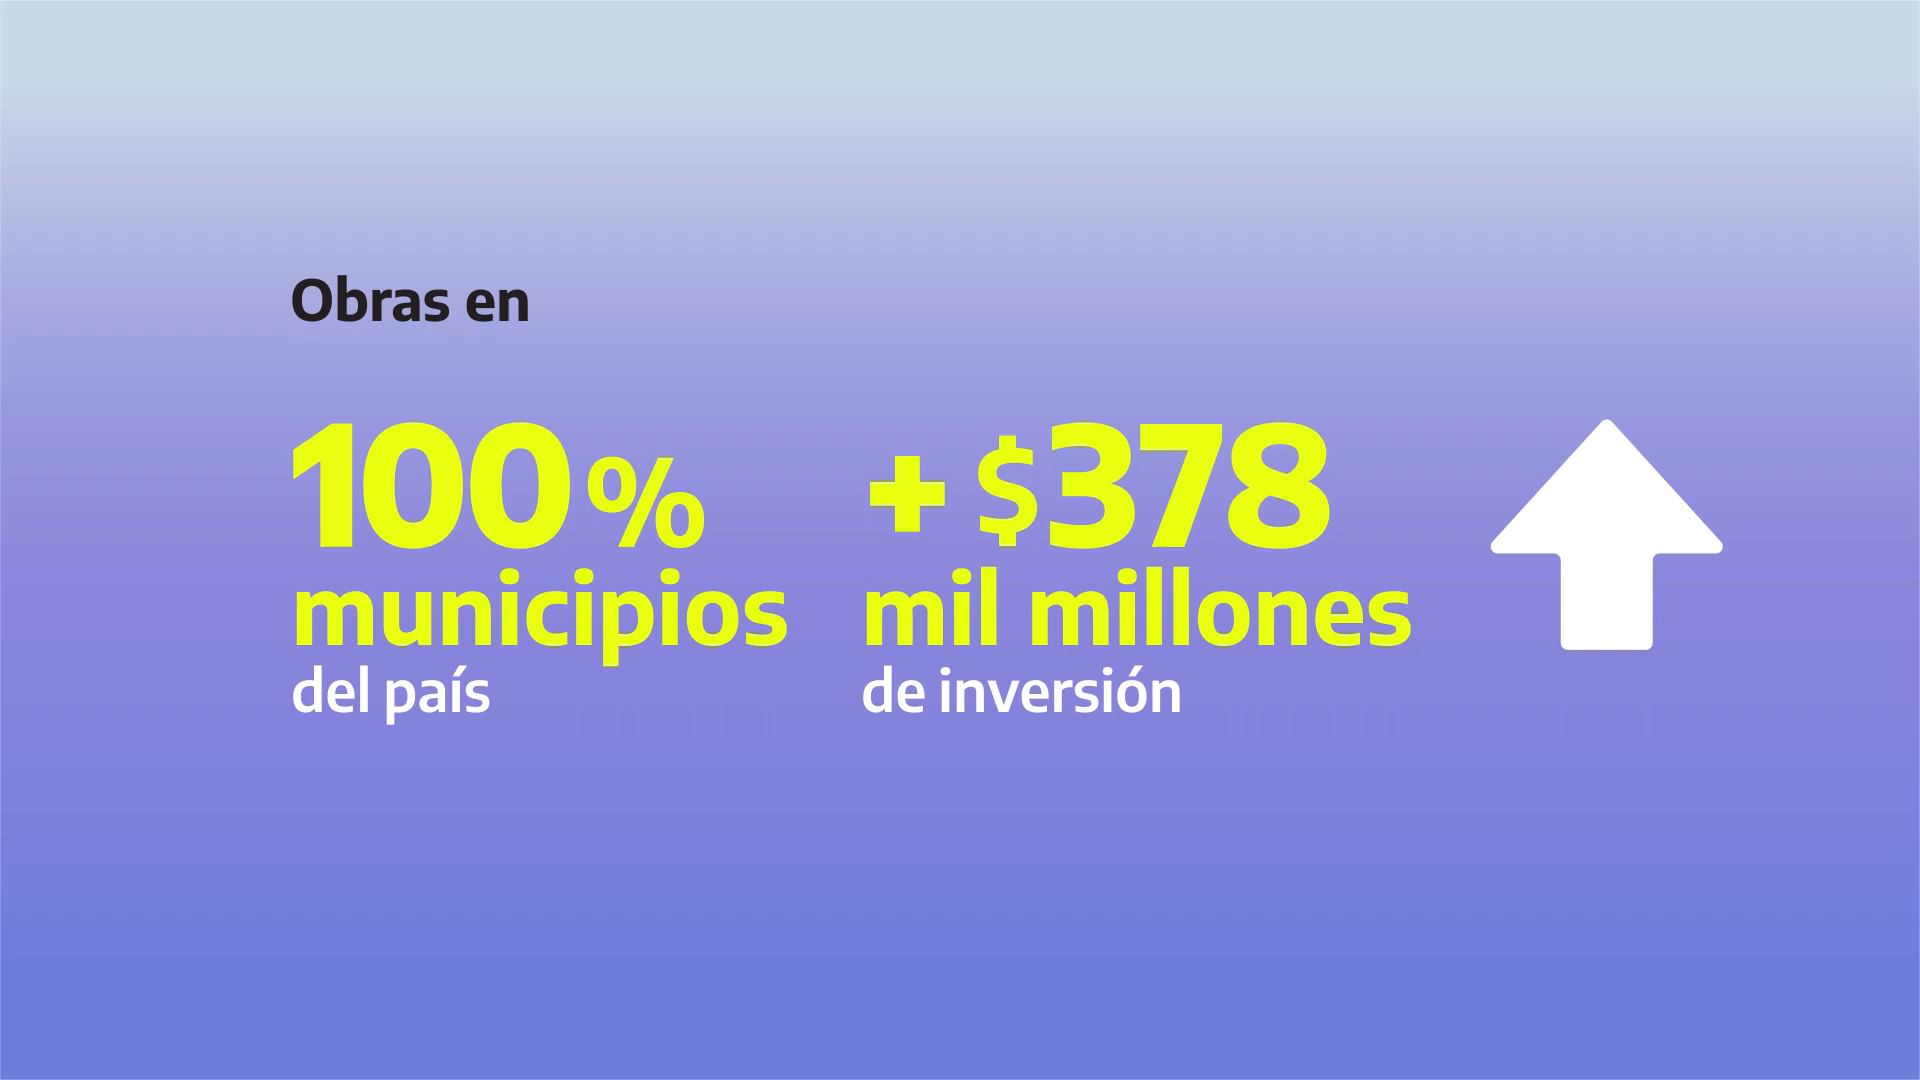 Obras en
100%
municipios
del país
+ $378
mil millones
de inversión